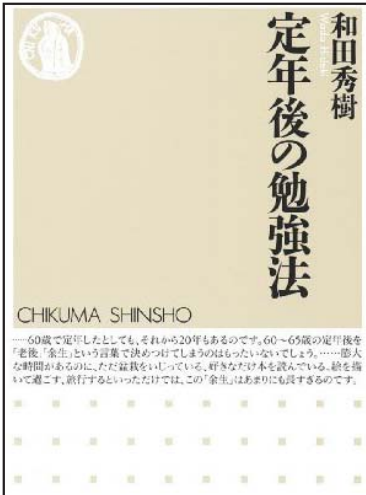 和田秀樹
Wada Hideki
定年後の勉強法
CHIKUMA SHINSHO
……60歳で定年したとしても、それから20年もあるのです。60~65歳の定年後を
「老後」「余生」という言葉で決めつけてしまうのはもったいないでしょう。……膨大
な時間があるのに、ただ盆栽をいじっている、好きなだけ本を読んでいる、絵を描
いて過ごす、旅行するといっただけでは、この「余生」はあまりにも長すぎるのです。